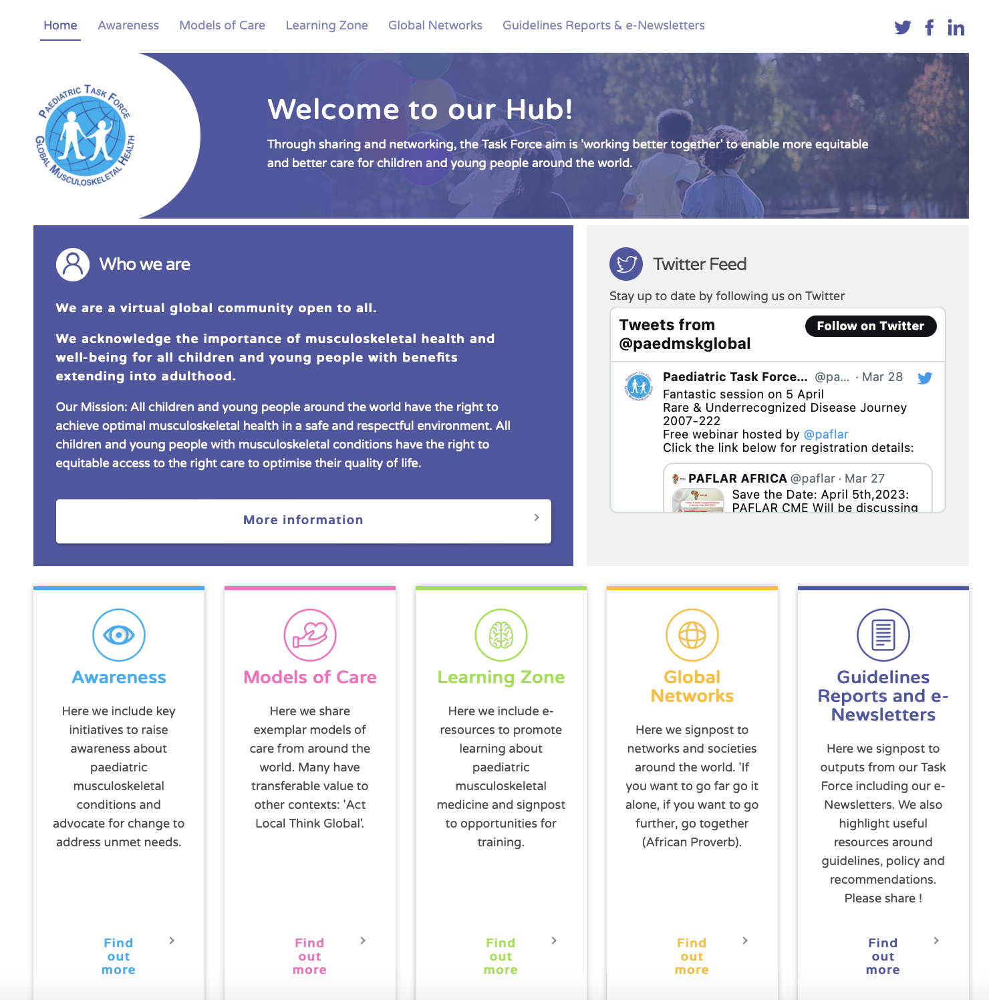 Home Awareness Models of Care Learning Zone Global Networks Guidelines Reports & e-Newsletters
PAEDIATRIC TASK FORCE
GLOBAL MUSCULOSKELETAL HEALTH
Welcome to our Hub!
Through sharing and networking, the Task Force aim is 'working better together' to enable more equitable
and better care for children and young people around the world.
Who we are
We are a virtual global community open to all.
We acknowledge the importance of musculoskeletal health and
well-being for all children and young people with benefits
extending into adulthood.
Our Mission: All children and young people around the world have the right to
achieve optimal musculoskeletal health in a safe and respectful environment. All
children and young people with musculoskeletal conditions have the right to
equitable access to the right care to optimise their quality of life.
More information
Twitter Feed
Stay up to date by following us on Twitter
Tweets from
@paedmskglobal
Follow on Twitter
Paediatric Task Force... @pa... · Mar 28
Fantastic session on 5 April
Rare & Underrecognized Disease Journey
2007-222
Free webinar hosted by @paflar
Click the link below for registration details:
PAFLAR AFRICA @paflar · Mar 27
Save the Date: April 5th,2023:
PAFLAR CME Will be discussing
Awareness
Here we include key
initiatives to raise
awareness about
paediatric
musculoskeletal
conditions and
advocate for change to
address unmet needs.
Find
out
more
Models of Care
Here we share
exemplar models of
care from around the
world. Many have
transferable value to
other contexts: 'Act
Local Think Global'.
Find
out
more
Learning Zone
Here we include e-
resources to promote
learning about
paediatric
musculoskeletal
medicine and signpost
to opportunities for
training.
Find
out
more
Global
Networks
Here we signpost to
networks and societies
around the world. 'If
you want to go far go it
alone, if you want to go
further, go together
(African Proverb).
Find
out
more
Guidelines
Reports and e-
Newsletters
Here we signpost to
outputs from our Task
Force including our e-
Newsletters. We also
highlight useful
resources around
guidelines, policy and
recommendations.
Please share !
Find
out
more